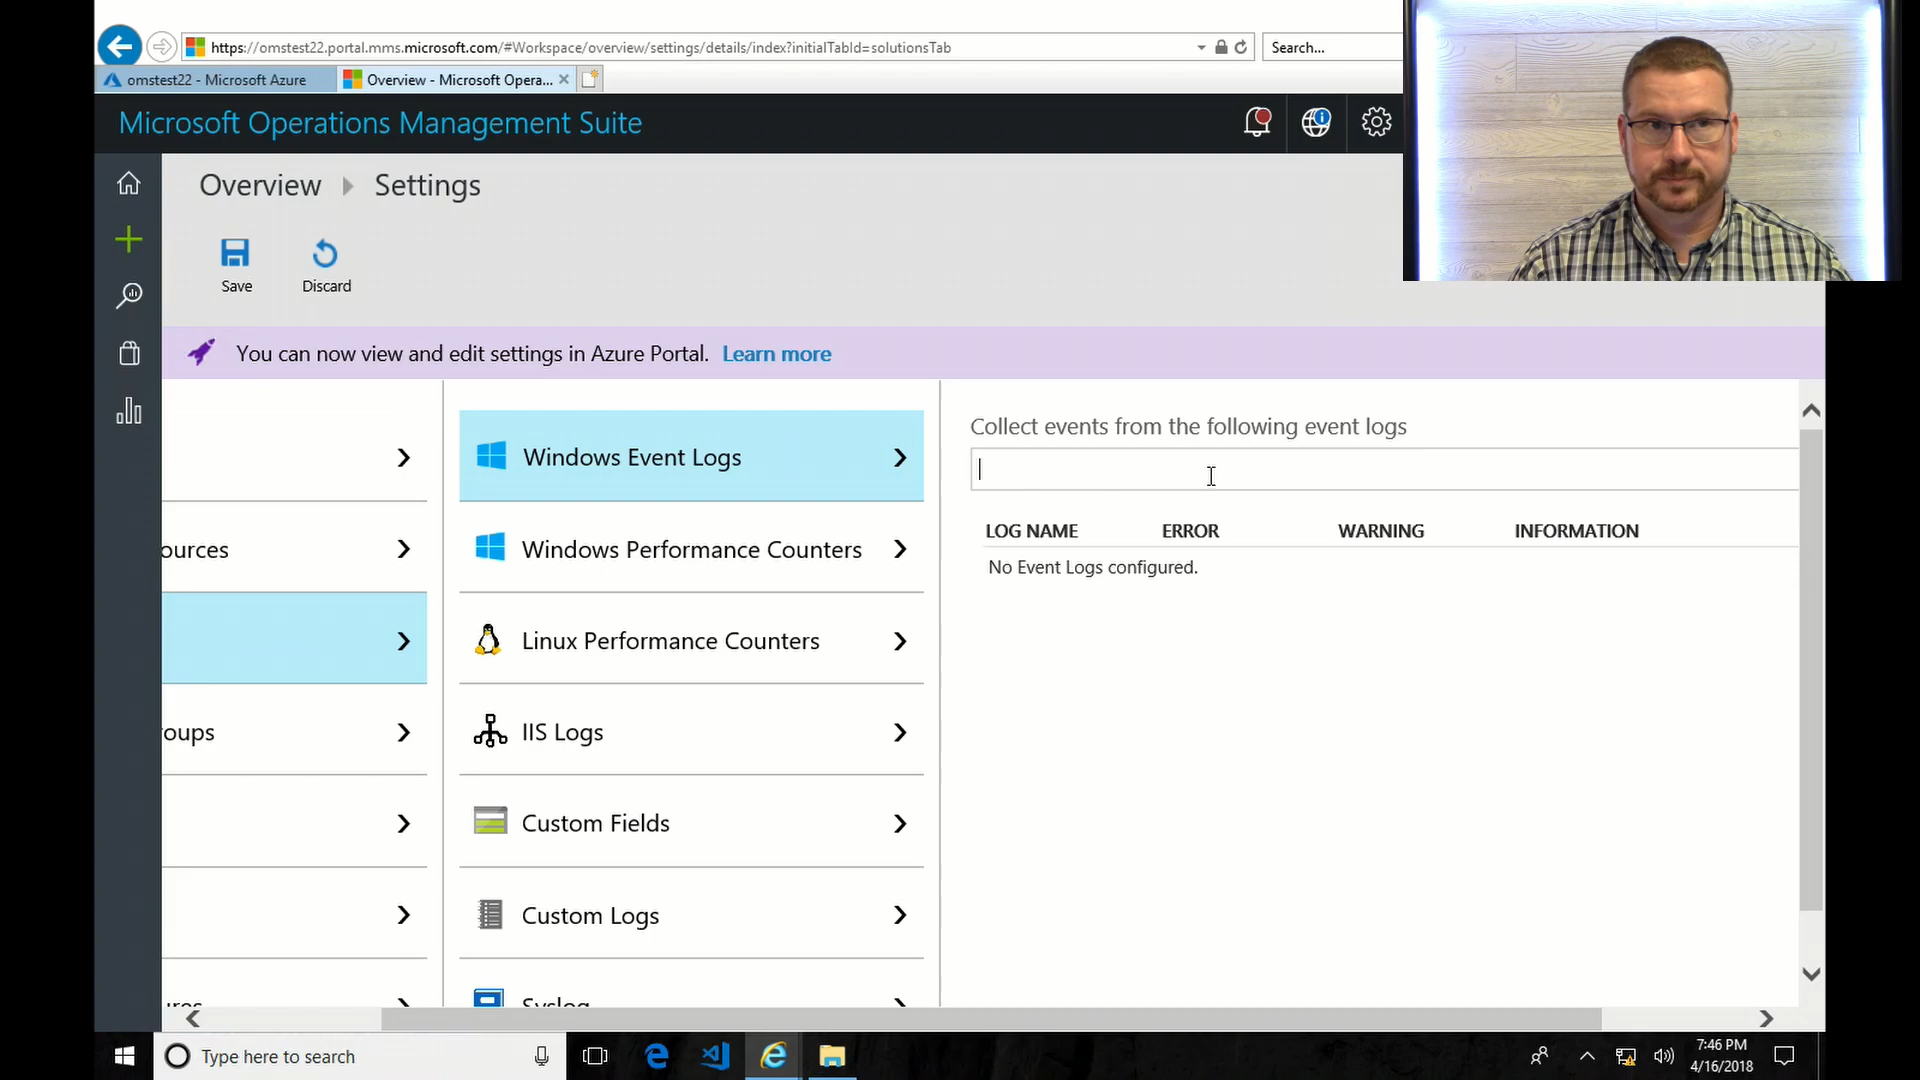 https://omstest22.portal.mms.microsoft.com/#Workspace/overview/settings/details/index?initialTabId=solutionsTab
Search...
omstest22 - Microsoft Azure
Overview - Microsoft Opera...
Microsoft Operations Management Suite
Overview
Settings
Save
Discard
You can now view and edit settings in Azure Portal. Learn more
Windows Event Logs
Collect events from the following event logs
LOG NAME
ERROR
WARNING
INFORMATION
No Event Logs configured.
ources
Windows Performance Counters
Linux Performance Counters
oups
IIS Logs
Custom Fields
Custom Logs
Syslog
Type here to search
7:46 PM
4/16/2018